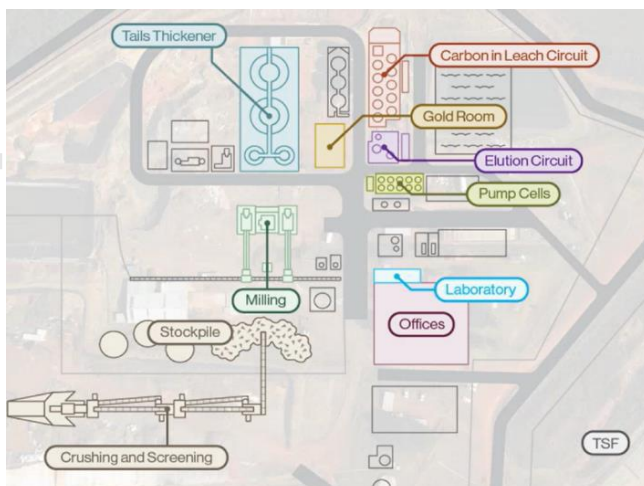 Tails Thickener
Carbon in Leach Circuit
Gold Room
Elution Circuit
Pump Cells
Milling
Laboratory
Stockpile
Offices
Crushing and Screening
TSF